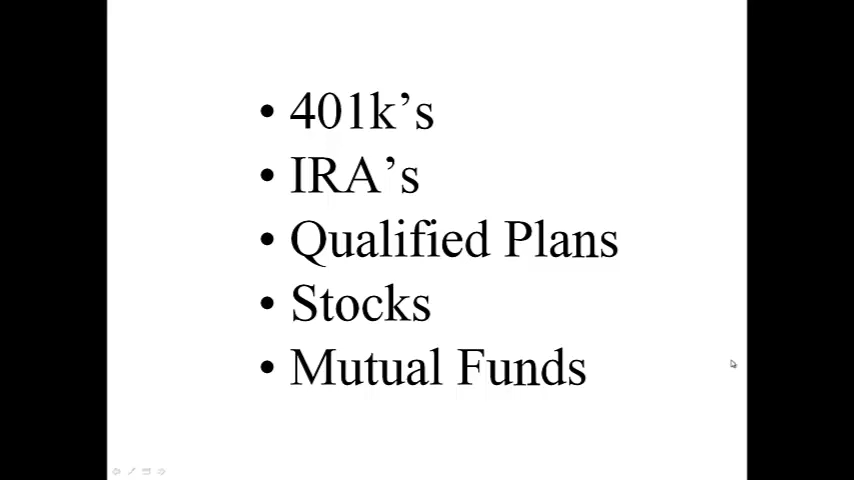 • 401k’s
• IRA’s
• Qualified Plans
• Stocks
• Mutual Funds